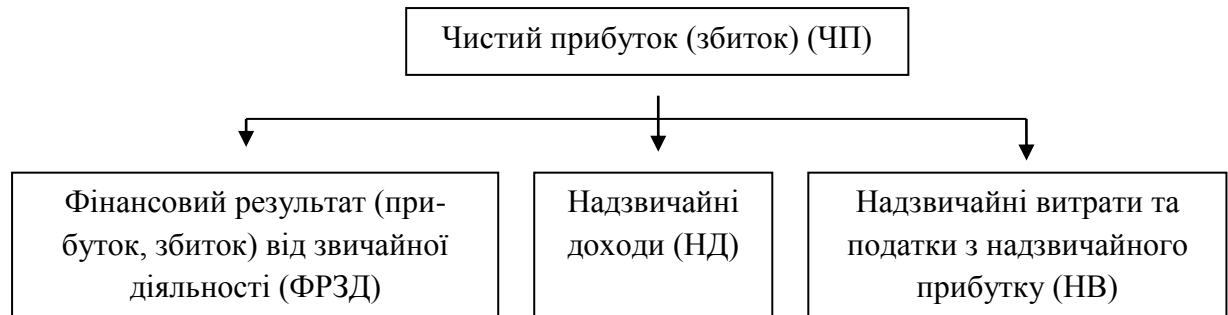 Чистий прибуток (збиток) (ЧП)
Фінансовий результат (при-
буток, збиток) від звичайної
діяльності (ФРЗД)
Надзвичайні
доходи (НД)
Надзвичайні витрати та
податки з надзвичайного
прибутку (НВ)